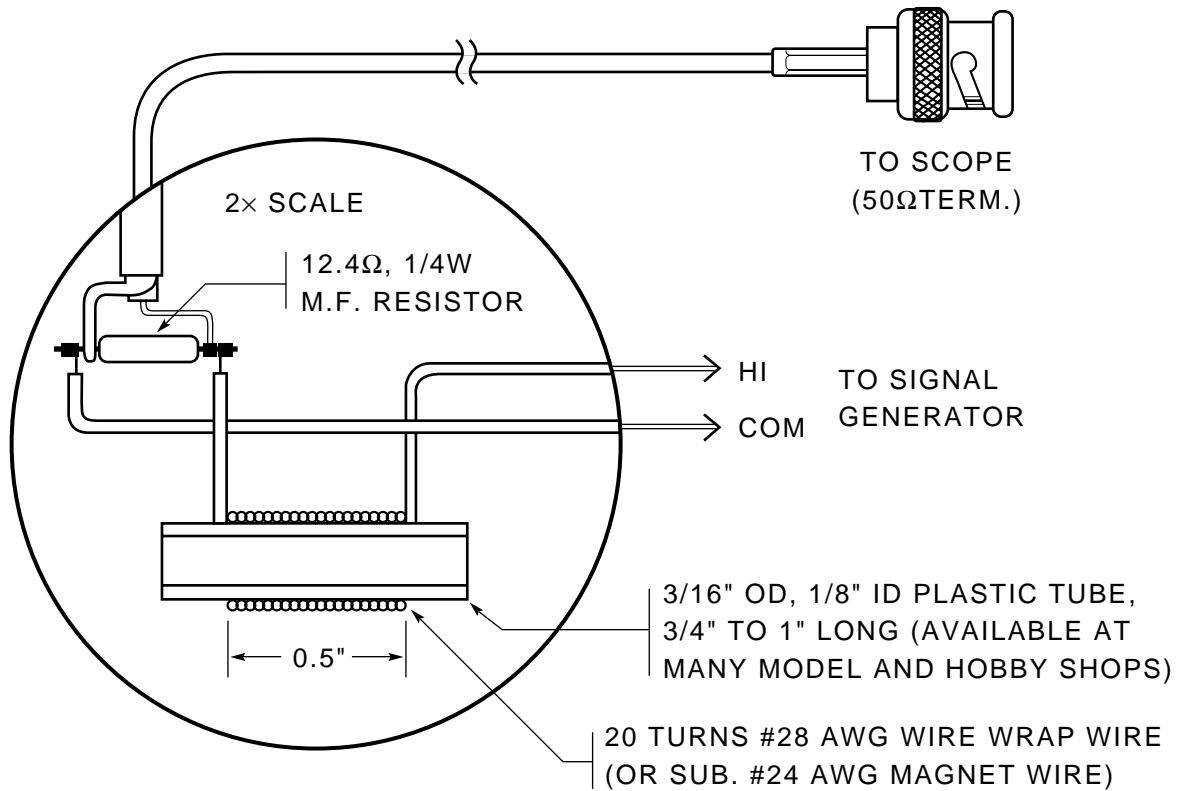 TO SCOPE
(50ΩTERM.)
2× SCALE
12.4Ω, 1/4W
M.F. RESISTOR
HI
COM
TO SIGNAL
GENERATOR
0.5"
3/16" OD, 1/8" ID PLASTIC TUBE,
3/4" TO 1" LONG (AVAILABLE AT
MANY MODEL AND HOBBY SHOPS)
20 TURNS #28 AWG WIRE WRAP WIRE
(OR SUB. #24 AWG MAGNET WIRE)